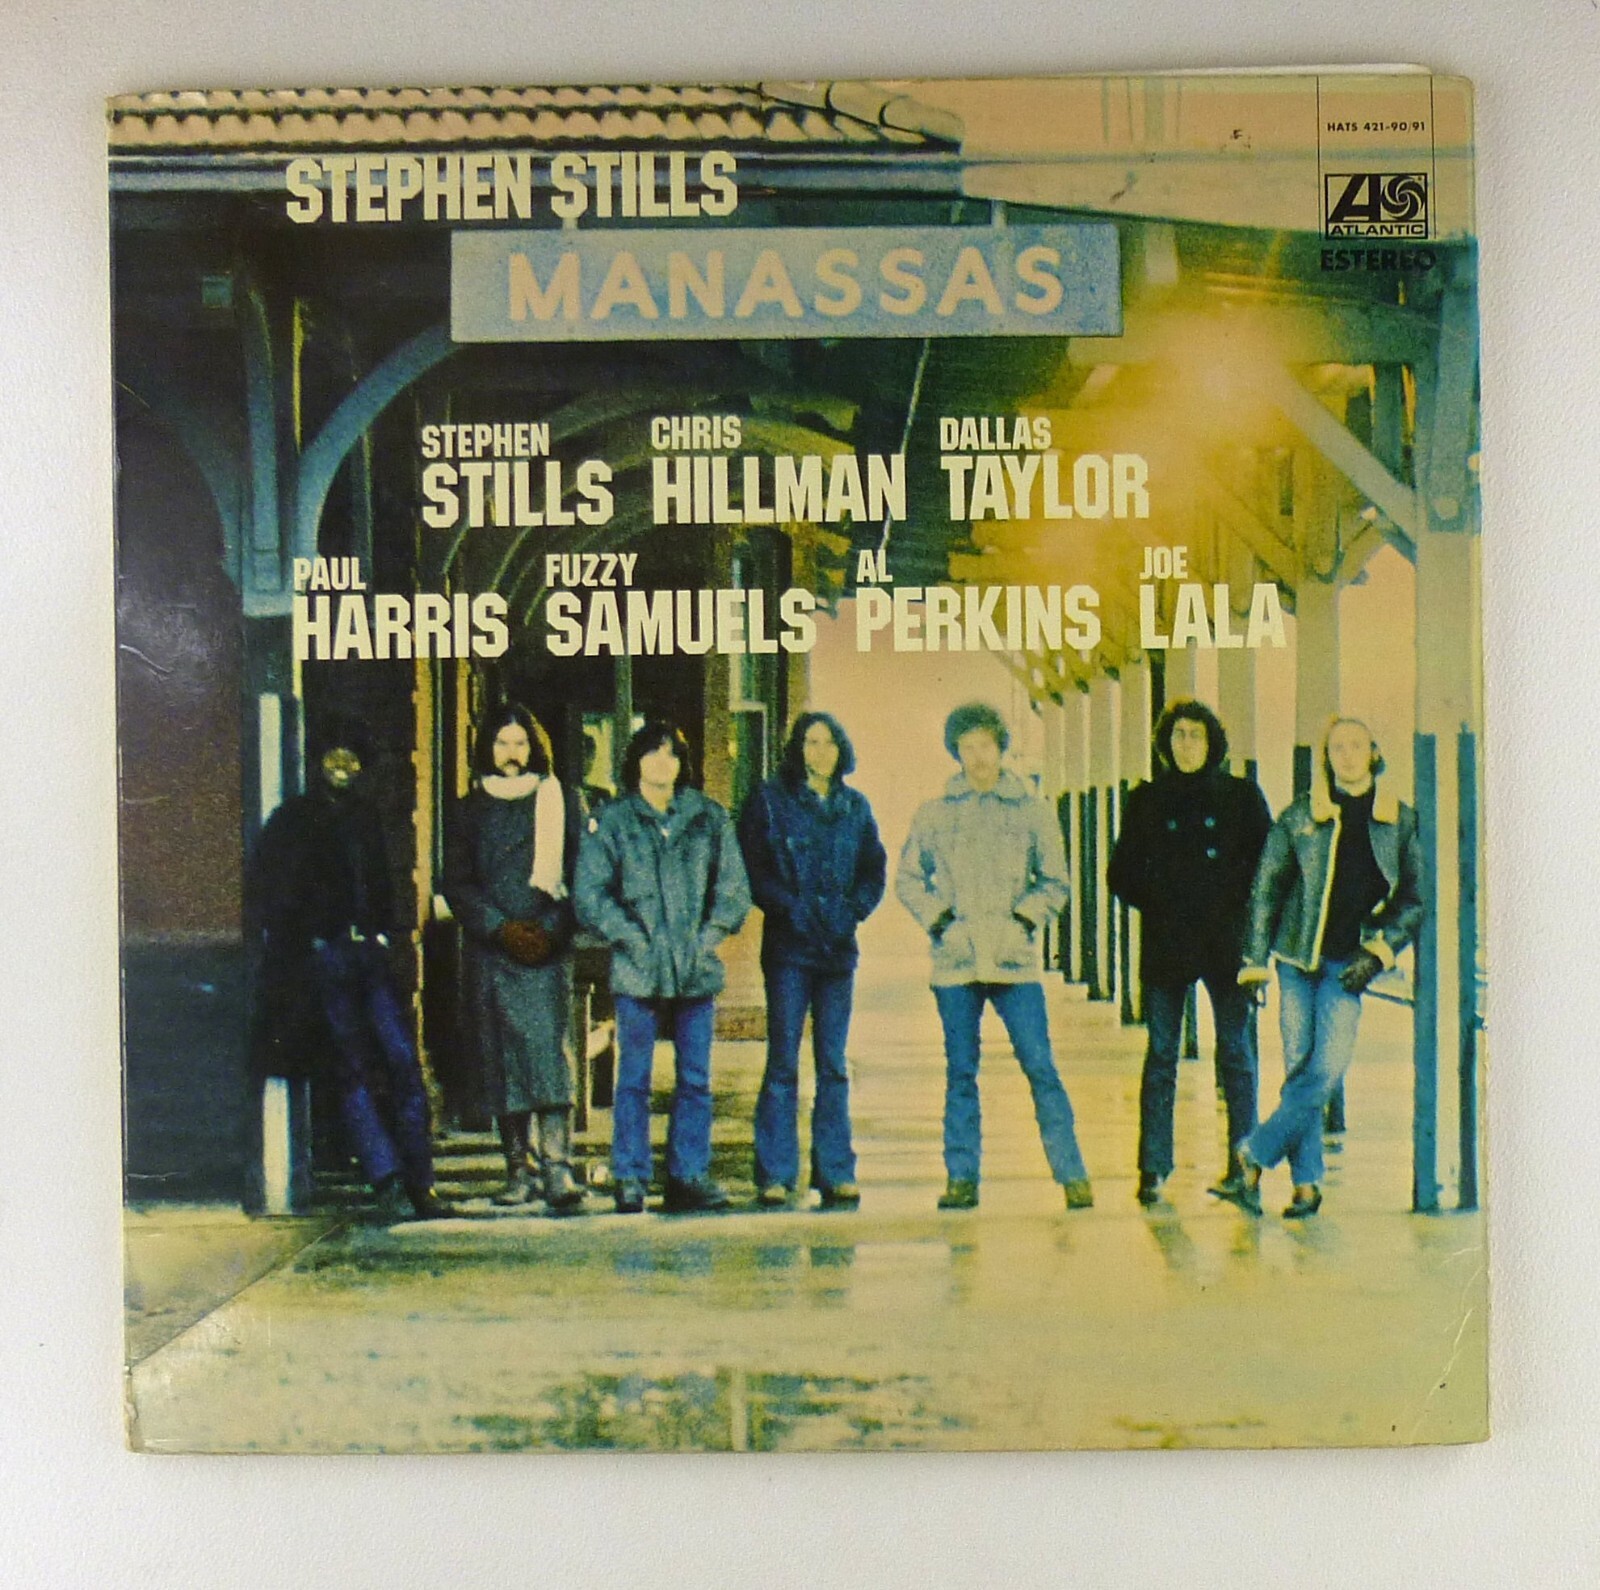 HATS 421-90/91
ATLANTIC
ESTEREO
STEPHEN STILLS
MANASSAS
STEPHEN STILLS
CHRIS HILLMAN
DALLAS TAYLOR
PAUL HARRIS
FUZZY SAMUELS
AL PERKINS
JOE LALA